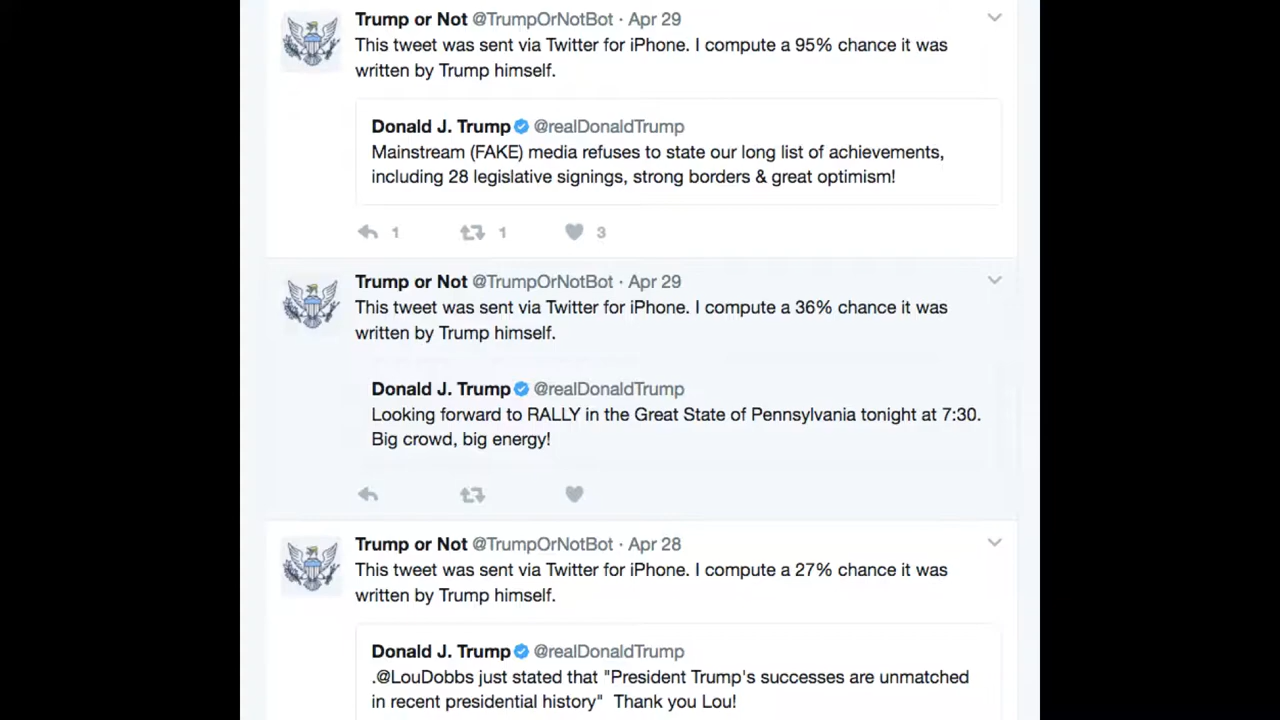 Trump or Not @TrumpOrNotBot · Apr 29
This tweet was sent via Twitter for iPhone. I compute a 95% chance it was
written by Trump himself.
Donald J. Trump @realDonaldTrump
Mainstream (FAKE) media refuses to state our long list of achievements,
including 28 legislative signings, strong borders & great optimism!
1 1 3
Trump or Not @TrumpOrNotBot · Apr 29
This tweet was sent via Twitter for iPhone. I compute a 36% chance it was
written by Trump himself.
Donald J. Trump @realDonaldTrump
Looking forward to RALLY in the Great State of Pennsylvania tonight at 7:30.
Big crowd, big energy!
Trump or Not @TrumpOrNotBot · Apr 28
This tweet was sent via Twitter for iPhone. I compute a 27% chance it was
written by Trump himself.
Donald J. Trump @realDonaldTrump
.@LouDobbs just stated that "President Trump's successes are unmatched
in recent presidential history"  Thank you Lou!